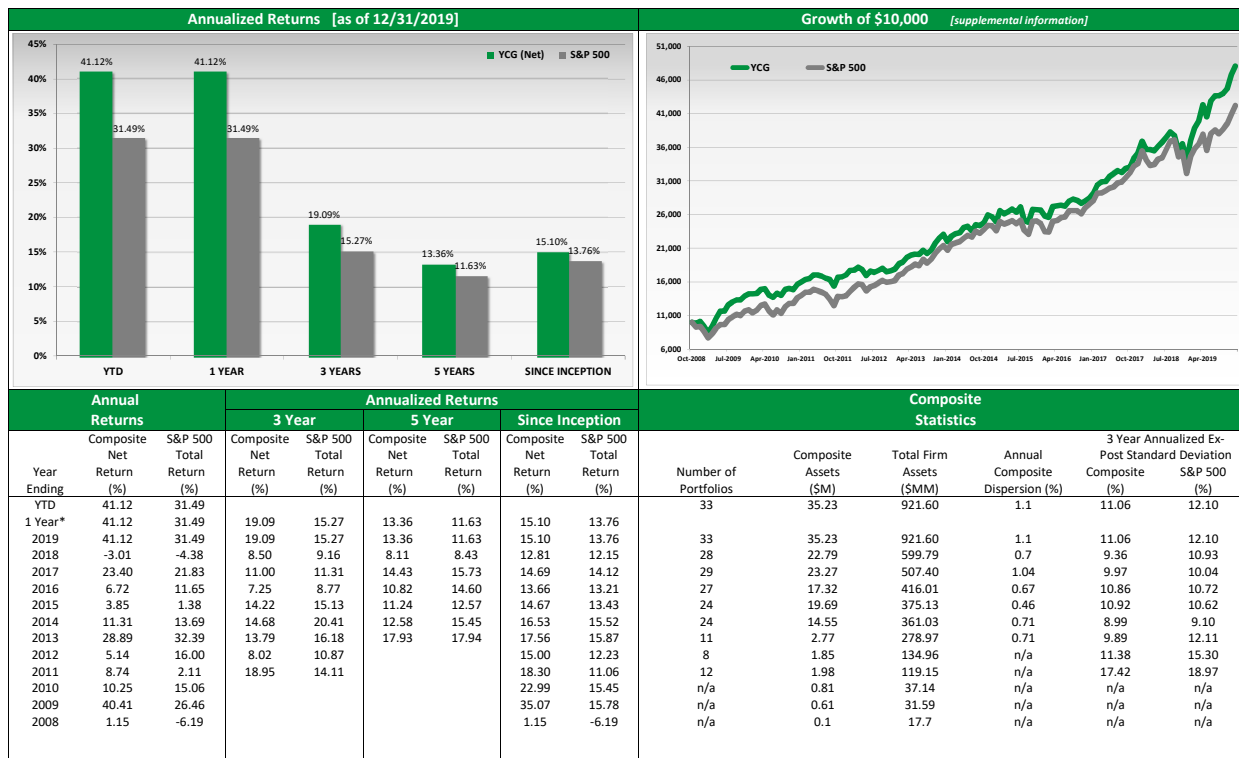 Annualized Returns [as of 12/31/2019]
45%
40%
35%
30%
25%
20%
15%
10%
5%
0%
YCG (Net) S&P 500
41.12% 31.49% 41.12% 31.49% 19.09% 15.27% 13.36% 11.63% 15.10% 13.76%
YTD 1 YEAR 3 YEARS 5 YEARS SINCE INCEPTION
Growth of $10,000 [supplemental information]
51,000
46,000
41,000
36,000
31,000
26,000
21,000
16,000
11,000
6,000
YCG S&P 500
Oct-2008 Jul-2009 Apr-2010 Jan-2011 Oct-2011 Jul-2012 Apr-2013 Jan-2014 Oct-2014 Jul-2015 Apr-2016 Jan-2017 Oct-2017 Jul-2018 Apr-2019
Annual Annualized Returns Composite
Returns 3 Year 5 Year Since Inception Statistics
Composite S&P 500 Composite S&P 500 Composite S&P 500 Composite S&P 500 3 Year Annualized Ex-
Net Total Net Total Net Total Net Total Composite Total Firm Annual Post Standard Deviation
Year Return Return Return Return Return Return Return Return Number of Assets Assets Composite Composite S&P 500
Ending (%) (%) (%) (%) (%) (%) (%) (%) Portfolios ($M) ($MM) Dispersion (%) (%) (%)
YTD 41.12 31.49 33 35.23 921.60 1.1 11.06 12.10
1 Year* 41.12 31.49 19.09 15.27 13.36 11.63 15.10 13.76
2019 41.12 31.49 19.09 15.27 13.36 11.63 15.10 13.76 33 35.23 921.60 1.1 11.06 12.10
2018 -3.01 -4.38 8.50 9.16 8.11 8.43 12.81 12.15 28 22.79 599.79 0.7 9.36 10.93
2017 23.40 21.83 11.00 11.31 14.43 15.73 14.69 14.12 29 23.27 507.40 1.04 9.97 10.04
2016 6.72 11.65 7.25 8.77 10.82 14.60 13.66 13.21 27 17.32 416.01 0.67 10.86 10.72
2015 3.85 1.38 14.22 15.13 11.24 12.57 14.67 13.43 24 19.69 375.13 0.46 10.92 10.62
2014 11.31 13.69 14.68 20.41 12.58 15.45 16.53 15.52 24 14.55 361.03 0.71 8.99 9.10
2013 28.89 32.39 13.79 16.18 17.93 17.94 17.56 15.87 11 2.77 278.97 0.71 9.89 12.11
2012 5.14 16.00 8.02 10.87 15.00 12.23 8 1.85 134.96 n/a 11.38 15.30
2011 8.74 2.11 18.95 14.11 18.30 11.06 12 1.98 119.15 n/a 17.42 18.97
2010 10.25 15.06 22.99 15.45 n/a 0.81 37.14 n/a n/a n/a
2009 40.41 26.46 35.07 15.78 n/a 0.61 31.59 n/a n/a n/a
2008 1.15 -6.19 1.15 -6.19 n/a 0.1 17.7 n/a n/a n/a